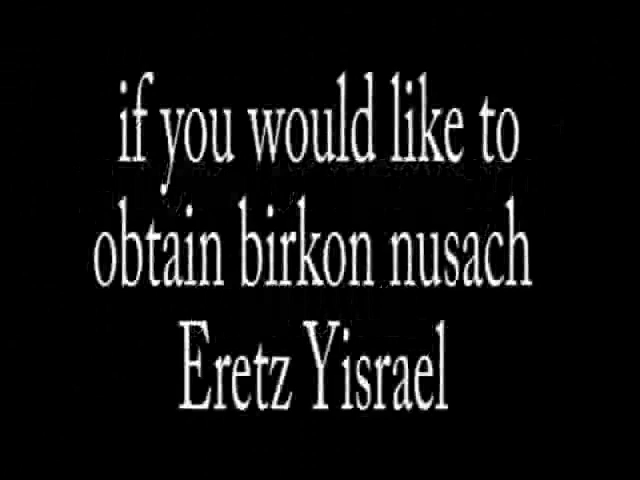 if you would like to
obtain birkon nusach
Eretz Yisrael